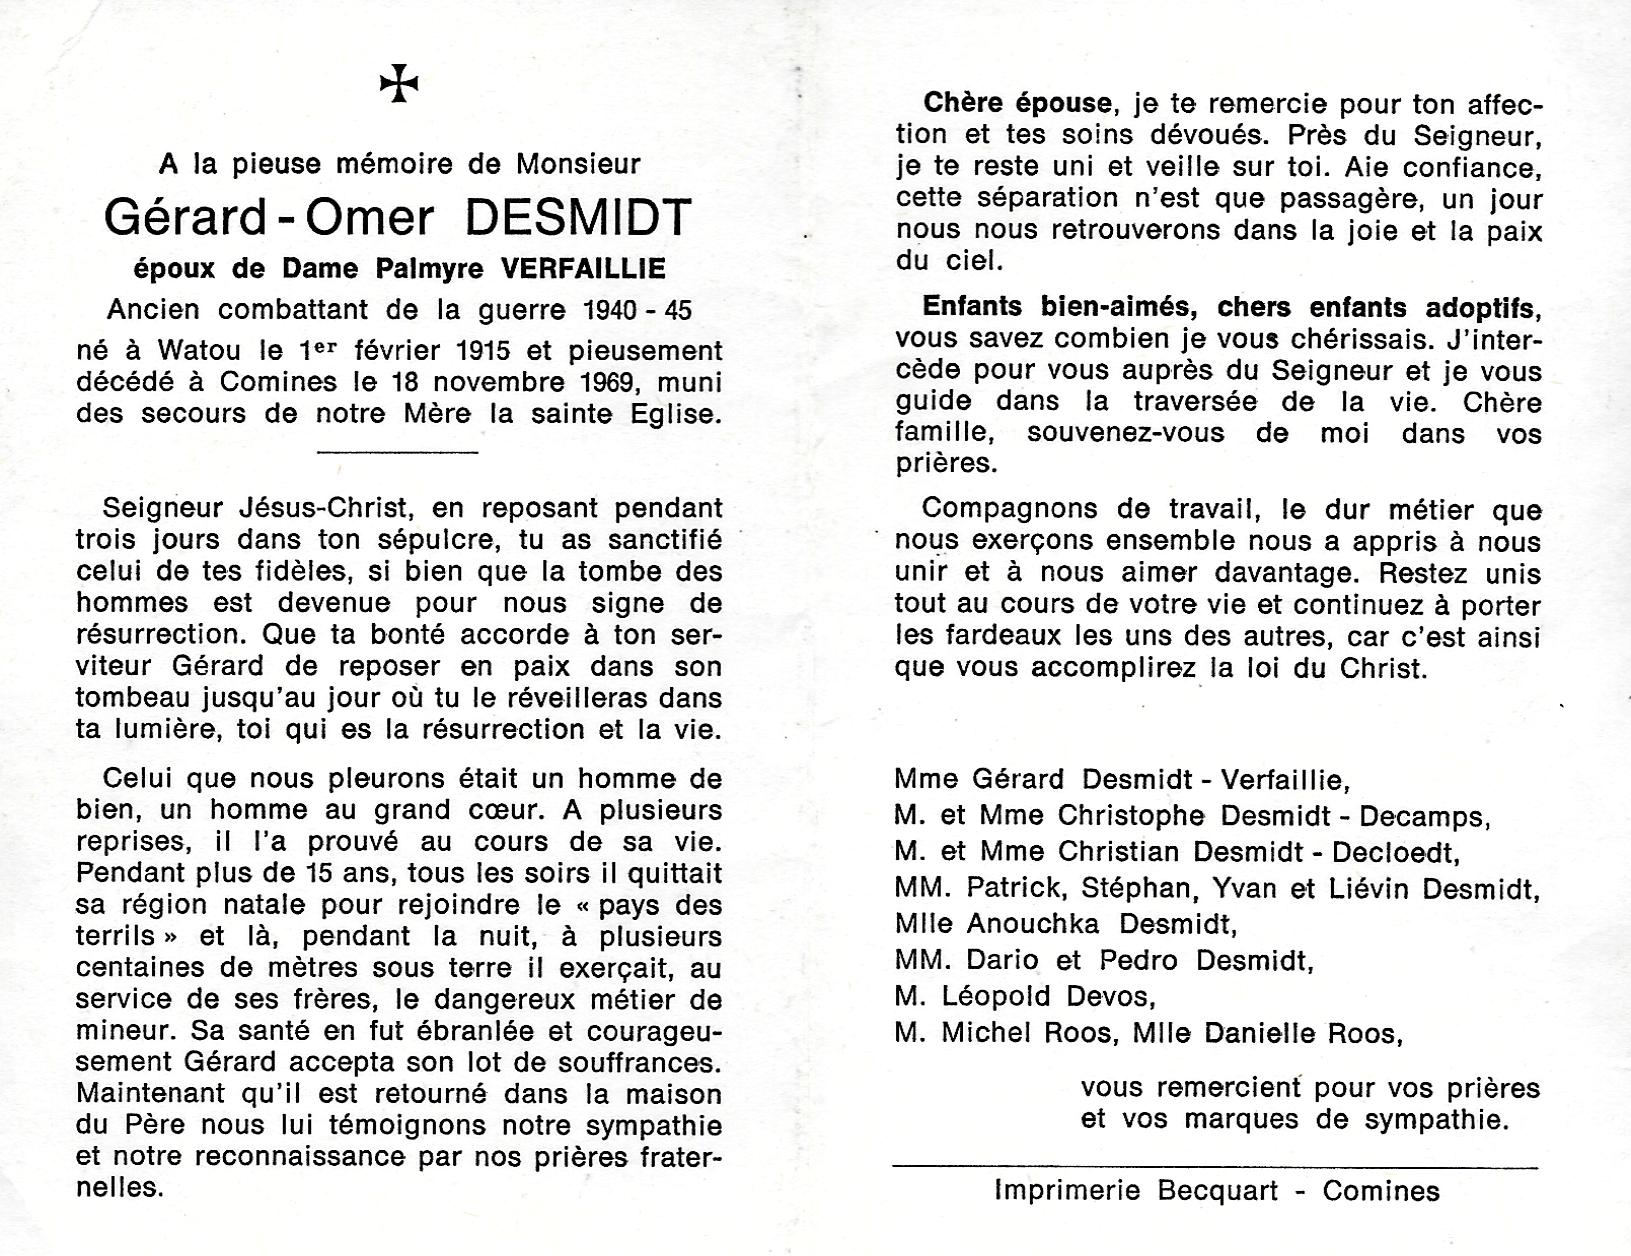 A la pieuse mémoire de Monsieur
Gérard - Omer DESMIDT
époux de Dame Palmyre VERFAILLIE
Ancien combattant de la guerre 1940 - 45
né à Watou le 1er février 1915 et pieusement
décédé à Comines le 18 novembre 1969, muni
des secours de notre Mère la sainte Eglise.
Seigneur Jésus-Christ, en reposant pendant
trois jours dans ton sépulcre, tu as sanctifié
celui de tes fidèles, si bien que la tombe des
hommes est devenue pour nous signe de
résurrection. Que ta bonté accorde à ton ser-
viteur Gérard de reposer en paix dans son
tombeau jusqu'au jour où tu le réveilleras dans
ta lumière, toi qui es la résurrection et la vie.
Celui que nous pleurons était un homme de
bien, un homme au grand cœur. A plusieurs
reprises, il l'a prouvé au cours de sa vie.
Pendant plus de 15 ans, tous les soirs il quittait
sa région natale pour rejoindre le « pays des
terrils » et là, pendant la nuit, à plusieurs
centaines de mètres sous terre il exerçait, au
service de ses frères, le dangereux métier de
mineur. Sa santé en fut ébranlée et courageu-
sement Gérard accepta son lot de souffrances.
Maintenant qu'il est retourné dans la maison
du Père nous lui témoignons notre sympathie
et notre reconnaissance par nos prières frater-
nelles.
Chère épouse, je te remercie pour ton affec-
tion et tes soins dévoués. Près du Seigneur,
je te reste uni et veille sur toi. Aie confiance,
cette séparation n'est que passagère, un jour
nous nous retrouverons dans la joie et la paix
du ciel.
Enfants bien-aimés, chers enfants adoptifs,
vous savez combien je vous chérissais. J'inter-
cède pour vous auprès du Seigneur et je vous
guide dans la traversée de la vie. Chère
famille, souvenez-vous de moi dans vos
prières.
Compagnons de travail, le dur métier que
nous exerçons ensemble nous a appris à nous
unir et à nous aimer davantage. Restez unis
tout au cours de votre vie et continuez à porter
les fardeaux les uns des autres, car c'est ainsi
que vous accomplirez la loi du Christ.
Mme Gérard Desmidt - Verfaillie,
M. et Mme Christophe Desmidt - Decamps,
M. et Mme Christian Desmidt - Decloedt,
MM. Patrick, Stéphan, Yvan et Liévin Desmidt,
Mlle Anouchka Desmidt,
MM. Dario et Pedro Desmidt,
M. Léopold Devos,
M. Michel Roos, Mlle Danielle Roos,
vous remercient pour vos prières
et vos marques de sympathie.
Imprimerie Becquart - Comines